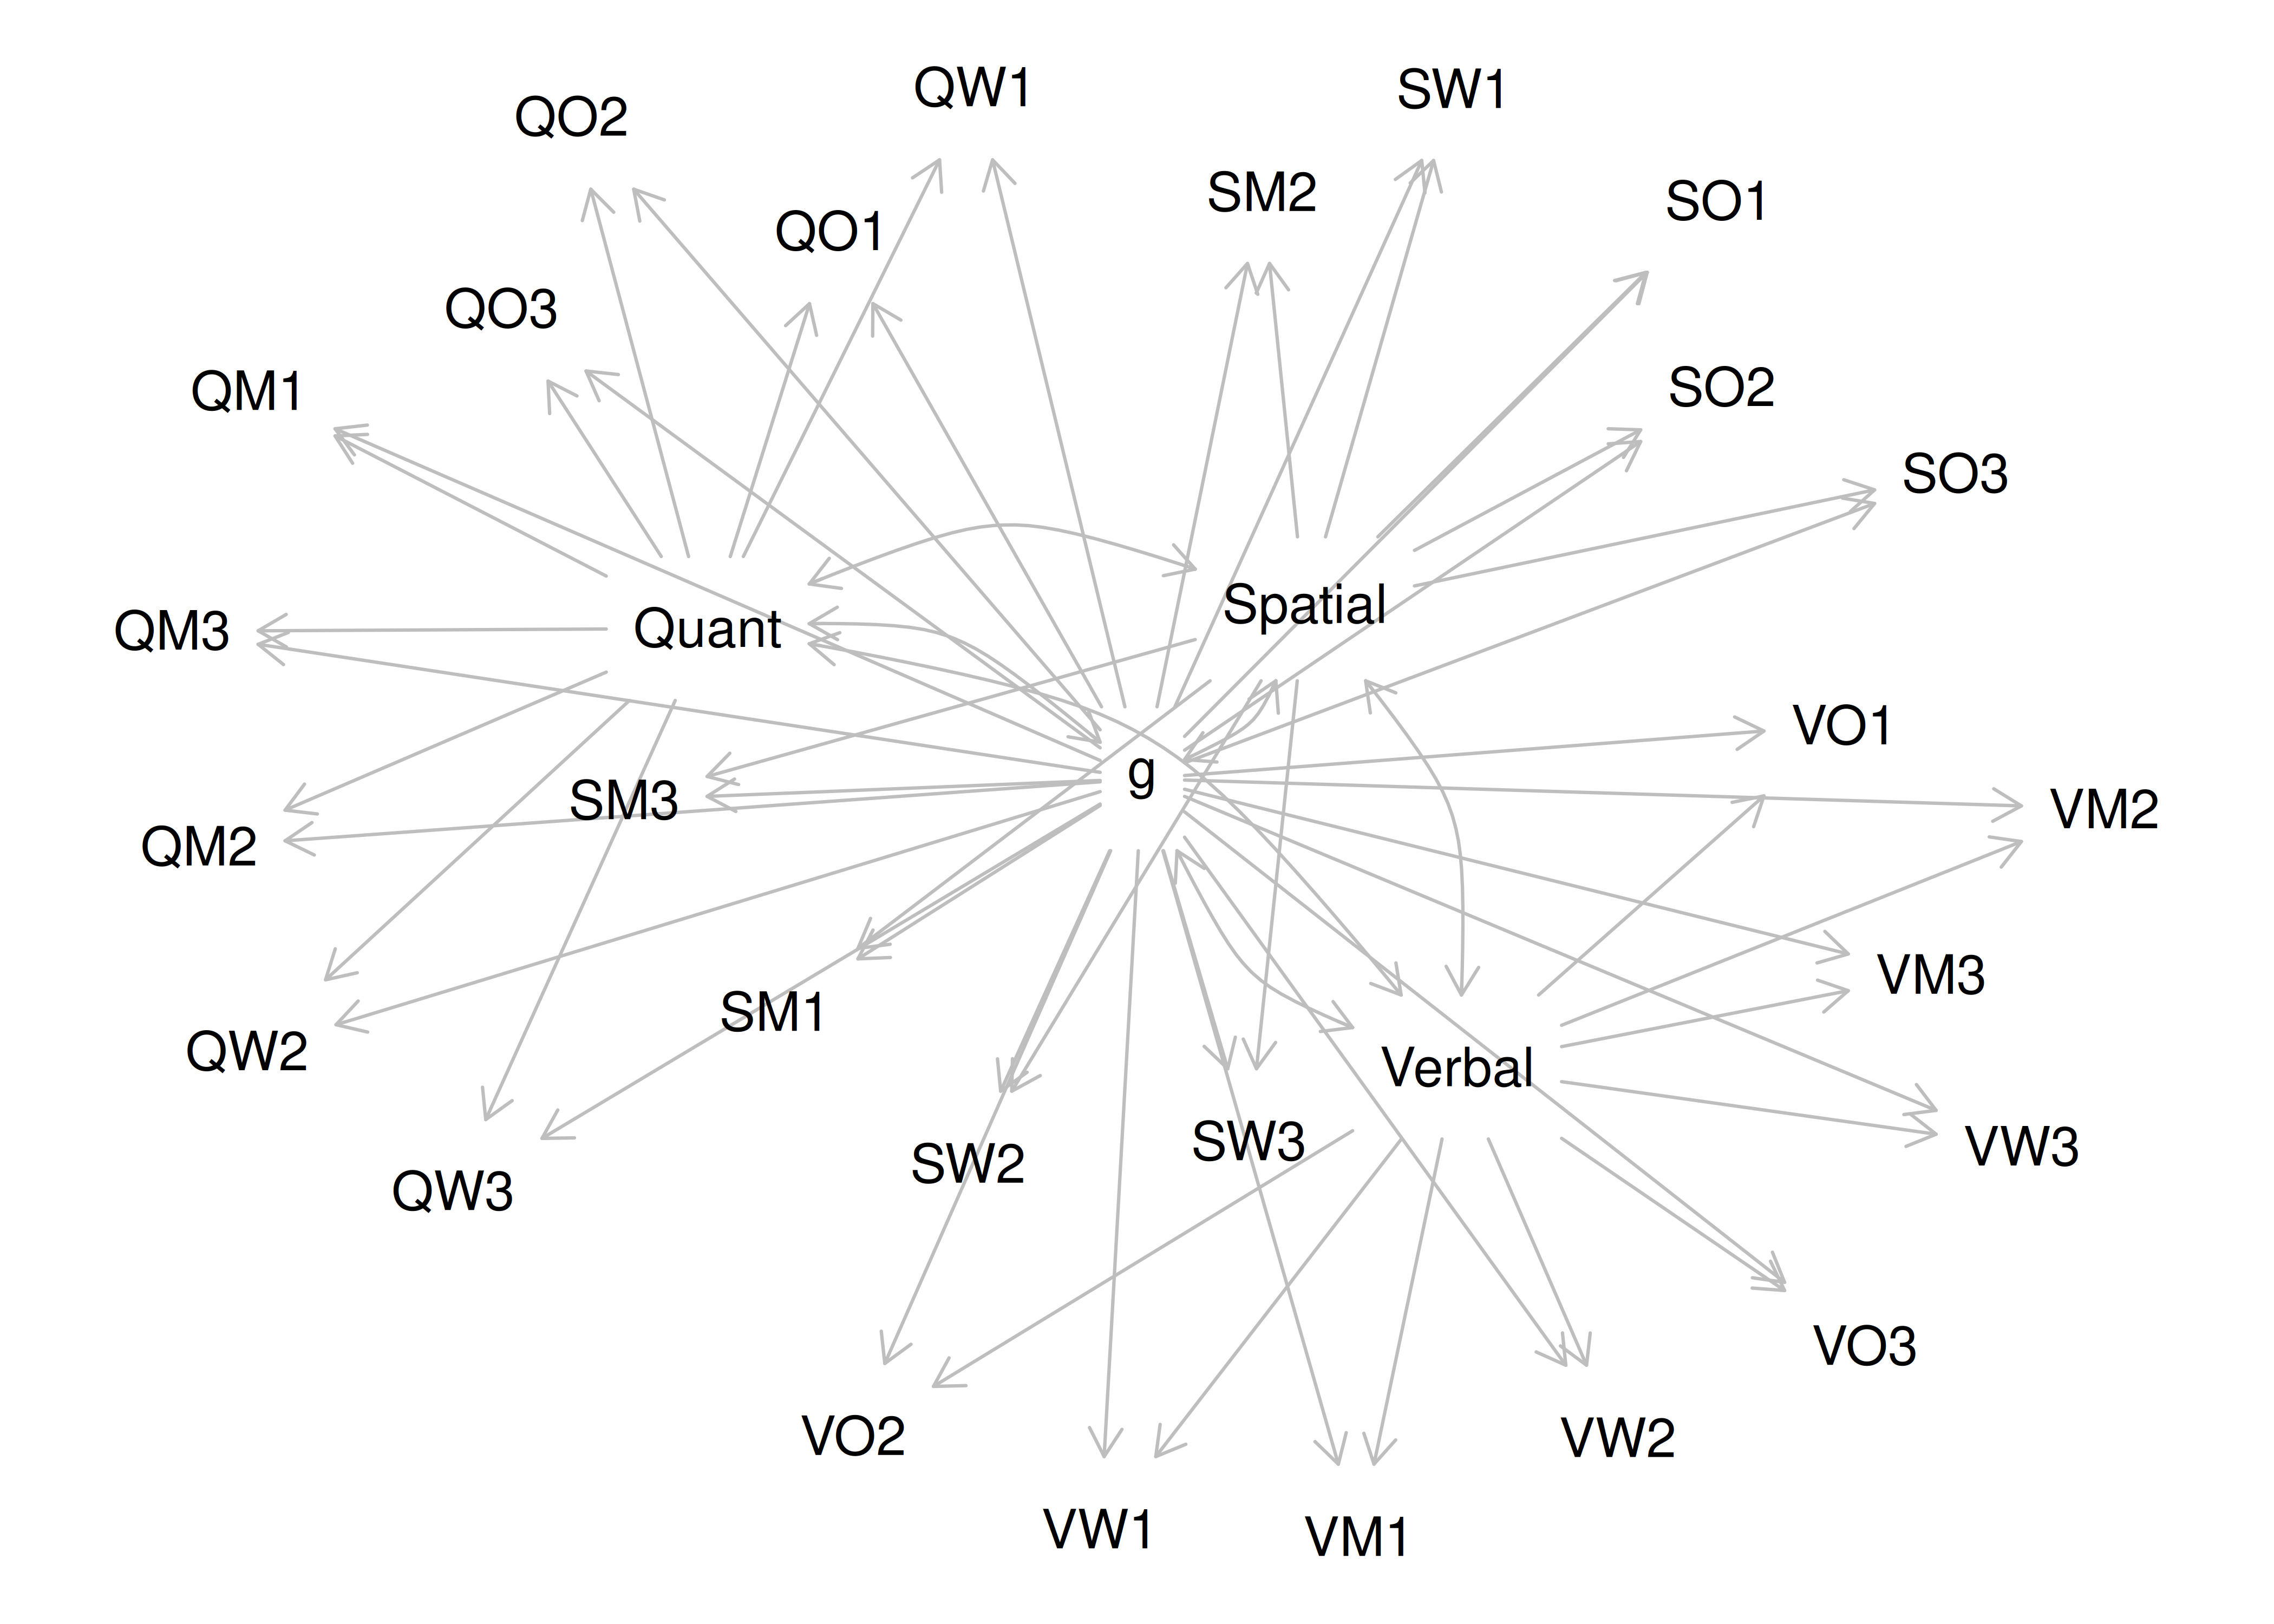 QW1
SW1
QO2
SM2
SO1
QO1
QO3
SO2
QM1
SO3
Spatial
Quant
QM3
VO1
g
SM3
VM2
QM2
VM3
SM1
QW2
Verbal
SW3
VW3
SW2
QW3
VO3
VO2
VW2
VW1
VM1